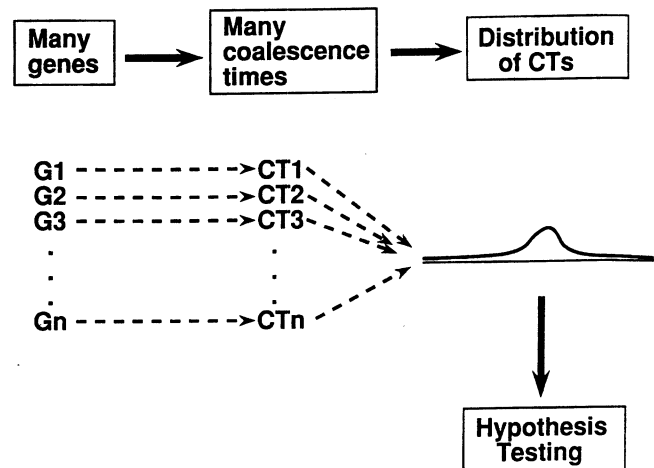 Many
genes
Many
coalescence
times
Distribution
of CTs
G1
CT1
G2
CT2
G3
CT3
Gn
CTn
Hypothesis
Testing